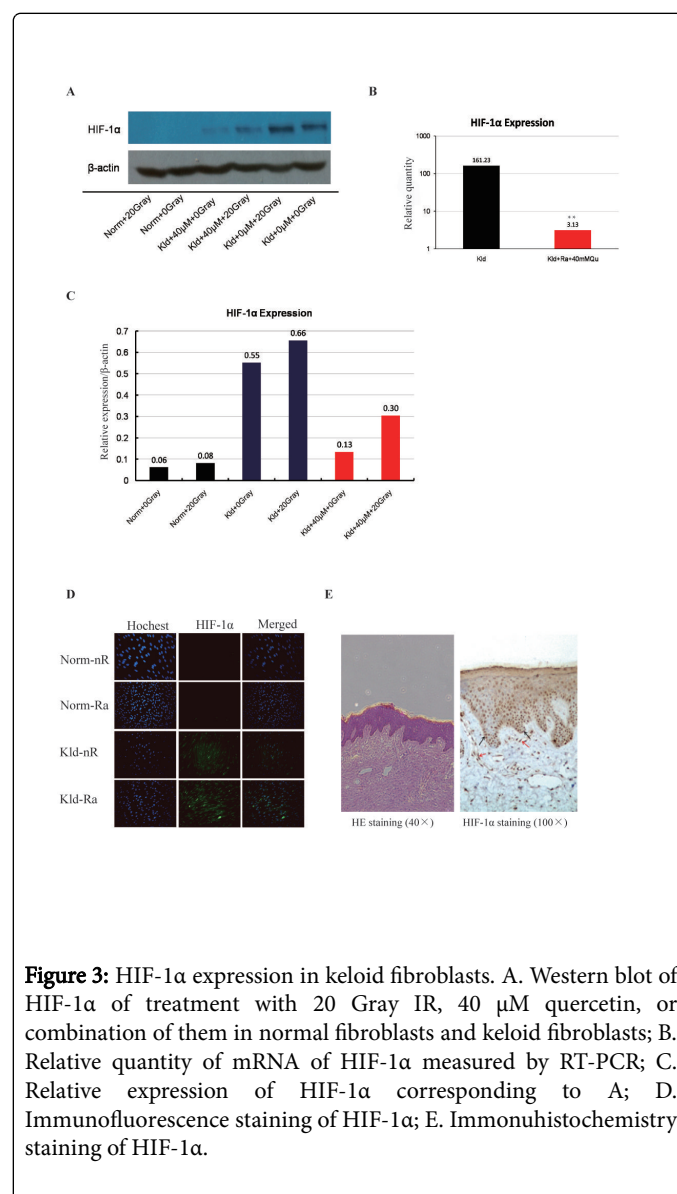 A
HIF-1α
β-actin
Norm+20Gray
Norm+0Gray
Kld+40μM+0Gray
Kld+40μM+20Gray
Kld+0μM+20Gray
Kld+0μM+0Gray
B
HIF-1α Expression
Relative quantity
1000
100
10
1
161.23
**
3.13
Kld
Kld+Ra+40mMQu
C
HIF-1α Expression
Relative expression/β-actin
0.7
0.6
0.5
0.4
0.3
0.2
0.1
0
0.06
0.08
0.55
0.66
0.13
0.30
Norm+0Gray
Norm+20Gray
Kld+0Gray
Kld+20Gray
Kld+40μM+0Gray
Kld+40μM+20Gray
D
Hochest HIF-1α Merged
Norm-nR
Norm-Ra
Kld-nR
Kld-Ra
E
HE staining (40×) HIF-1α staining (100×)
Figure 3: HIF-1α expression in keloid fibroblasts. A. Western blot of
HIF-1α of treatment with 20 Gray IR, 40 μM quercetin, or
combination of them in normal fibroblasts and keloid fibroblasts; B.
Relative quantity of mRNA of HIF-1α measured by RT-PCR; C.
Relative expression of HIF-1α corresponding to A; D.
Immunofluorescence staining of HIF-1α; E. Immonuhistochemistry
staining of HIF-1α.